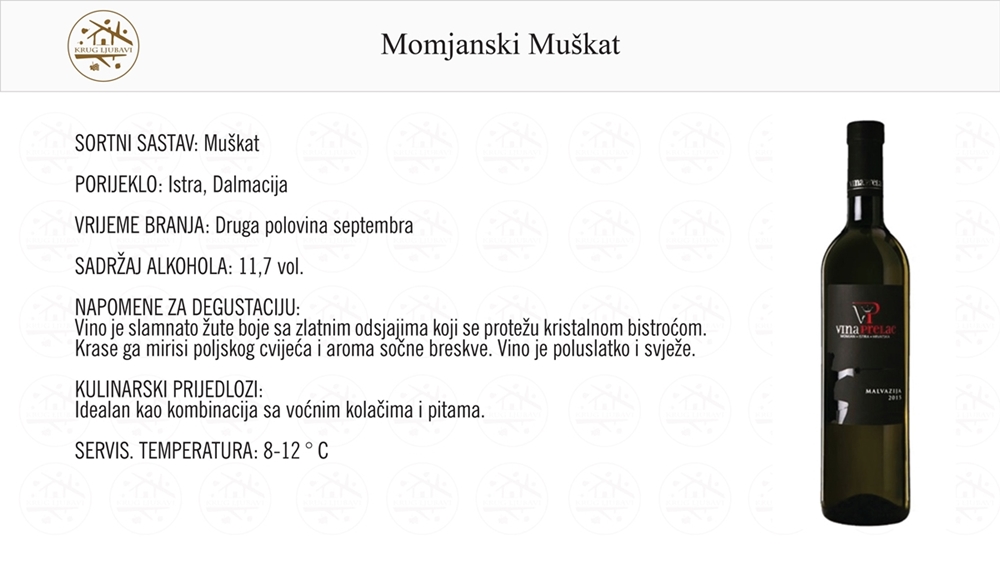 KRUG LJUBAVI
Momjanski Muškat
SORTNI SASTAV: Muškat
PORIJEKLO: Istra, Dalmacija
VRIJEME BRANJA: Druga polovina septembra
SADRŽAJ ALKOHOLA: 11,7 vol.
NAPOMENE ZA DEGUSTACIJU:
Vino je slamnato žute boje sa zlatnim odsjajima koji se protežu kristalnom bistroćom.
Krase ga mirisi poljskog cvijeća i aroma sočne breskve. Vino je poluslatko i svježe.
KULINARSKI PRIJEDLOZI:
Idealan kao kombinacija sa voćnim kolačima i pitama.
SERVIS. TEMPERATURA: 8-12 ° C
VINA PRELAC
VP
VINA PRELAC
MALVAZIJA
2015